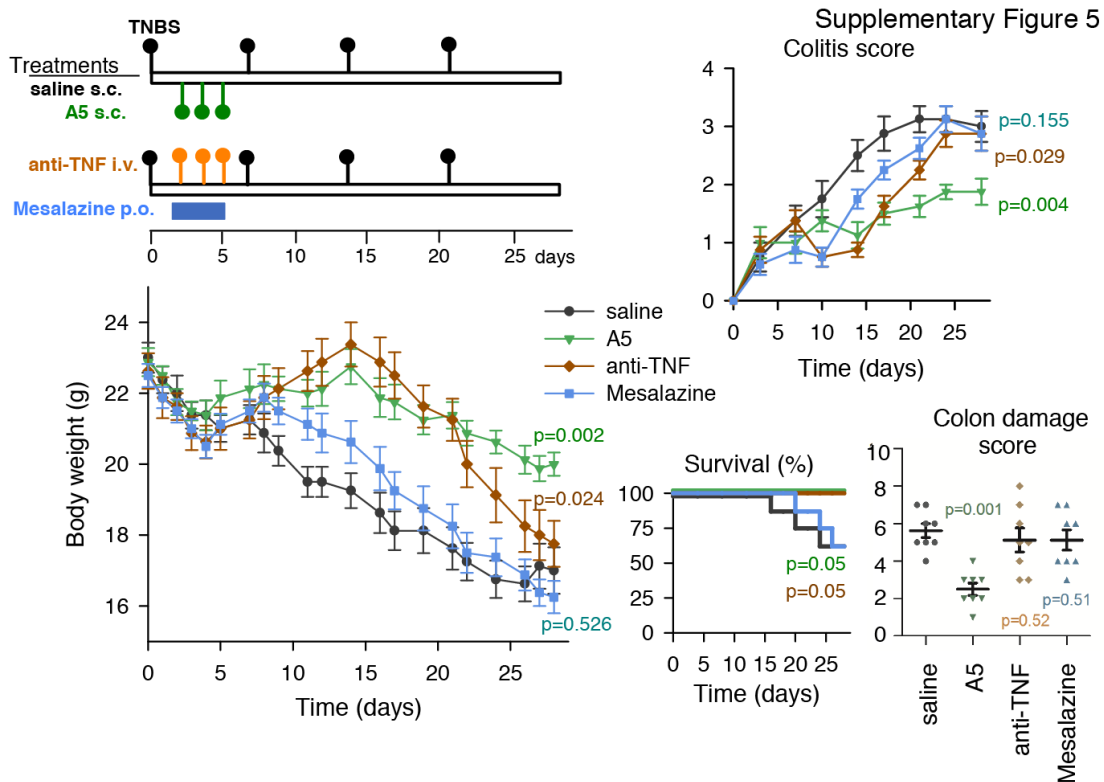 Supplementary Figure 5
TNBS
Treatments
saline s.c.
A5 s.c.
anti-TNF i.v.
Mesalazine p.o.
0 5 10 15 20 25 days
Colitis score
4
3
2
1
0
p=0.155
p=0.029
p=0.004
0 5 10 15 20 25
Time (days)
Body weight (g)
24
22
20
18
16
saline
A5
anti-TNF
Mesalazine
p=0.002
p=0.024
p=0.526
0 10 20
Time (days)
Survival (%)
100
75
50
25
0
p=0.05
p=0.05
0 5 10 15 20 25
Time (days)
Colon damage
score
8
6
4
2
0
p=0.001
p=0.52
p=0.51
saline
A5
anti-TNF
Mesalazine